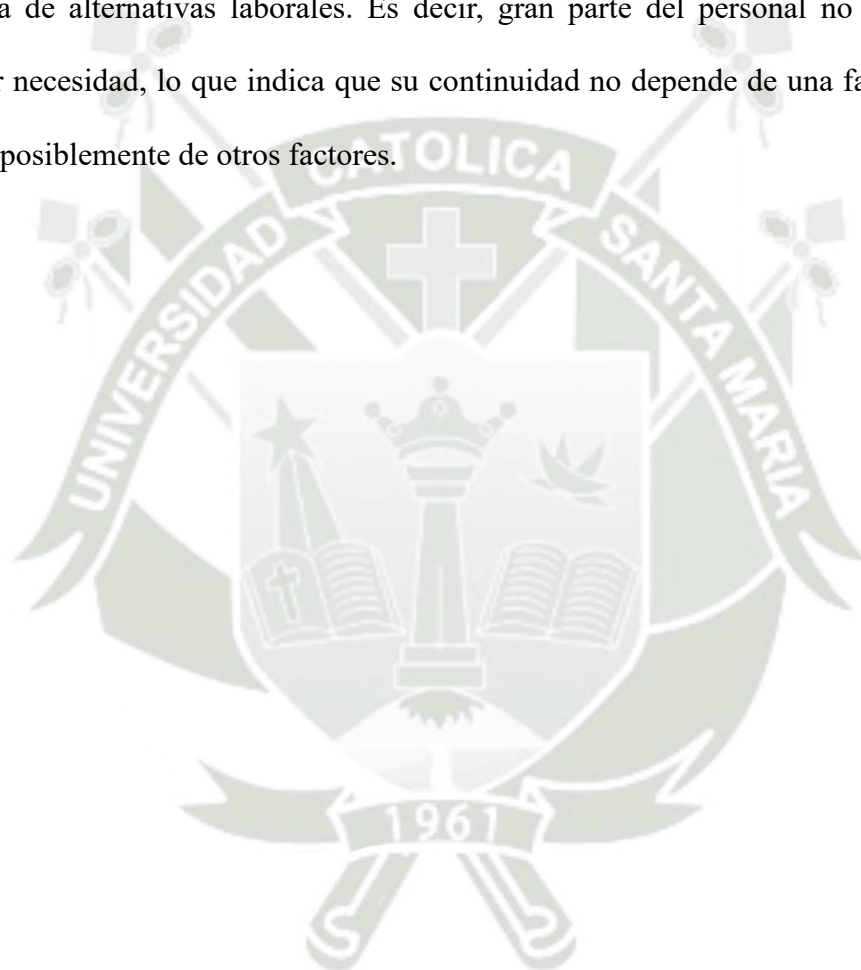 a de alternativas laborales. Es decir, gran parte del personal no
r necesidad, lo que indica que su continuidad no depende de una fa
posiblemente de otros factores.
UNIVERSIDAD CATOLICA SANTA MARIA
1961